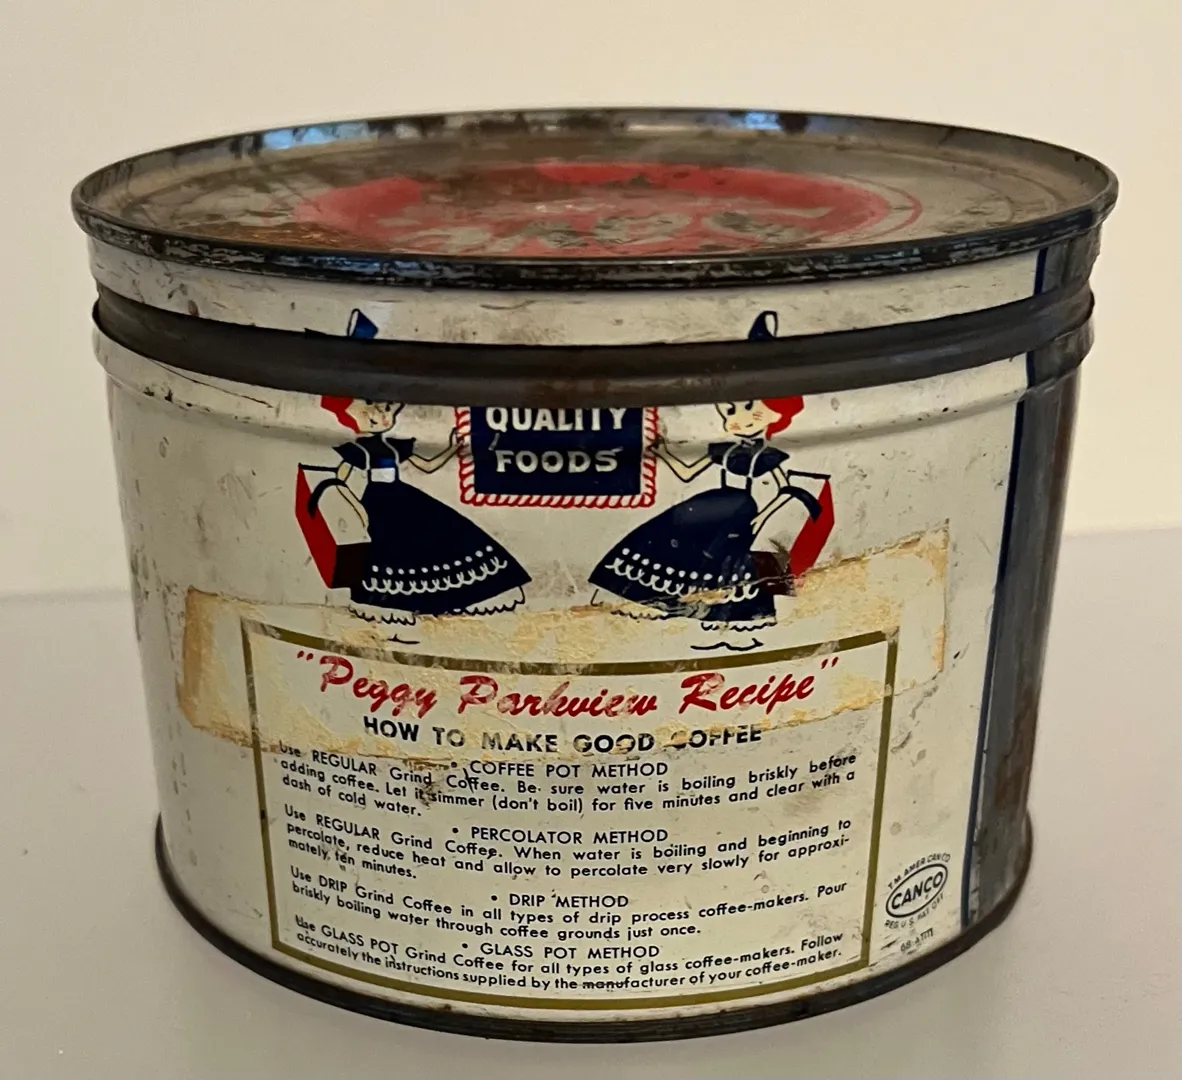 QUALITY
FOODS
"Peggy Parkview Recipe"
HOW TO MAKE GOOD COFFEE
• COFFEE POT METHOD
Use REGULAR Grind Coffee. Be sure water is boiling briskly before
adding coffee. Let it simmer (don't boil) for five minutes and clear with a
dash of cold water.
• PERCOLATOR METHOD
Use REGULAR Grind Coffee. When water is boiling and beginning to
percolate, reduce heat and allow to percolate very slowly for approxi-
mately, ten minutes.
• DRIP METHOD
Use DRIP Grind Coffee in all types of drip process coffee-makers. Pour
briskly boiling water through coffee grounds just once.
• GLASS POT METHOD
Use GLASS POT Grind Coffee for all types of glass coffee-makers. Follow
accurately the instructions supplied by the manufacturer of your coffee-maker.
T.M. AMER CAN CO
CANCO
REG U.S. PAT. OFF.